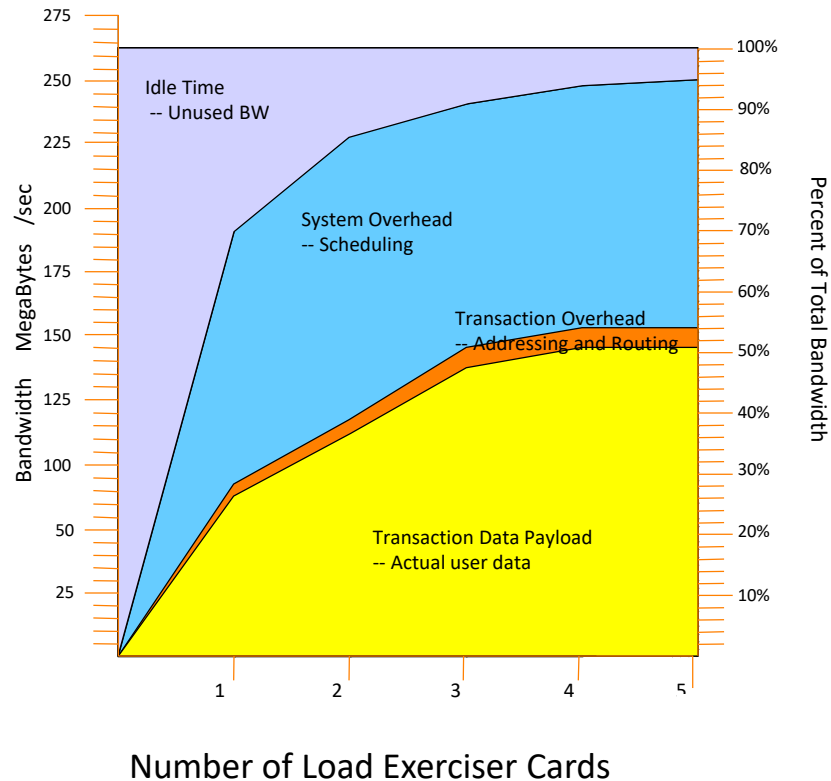 275
250
225
200
175
150
125
100
50
25
Bandwidth MegaBytes /sec
Idle Time
-- Unused BW
System Overhead
-- Scheduling
Transaction Overhead
-- Addressing and Routing
Transaction Data Payload
-- Actual user data
100%
90%
80%
70%
60%
50%
40%
30%
20%
10%
Percent of Total Bandwidth
1 2 3 4 5
Number of Load Exerciser Cards